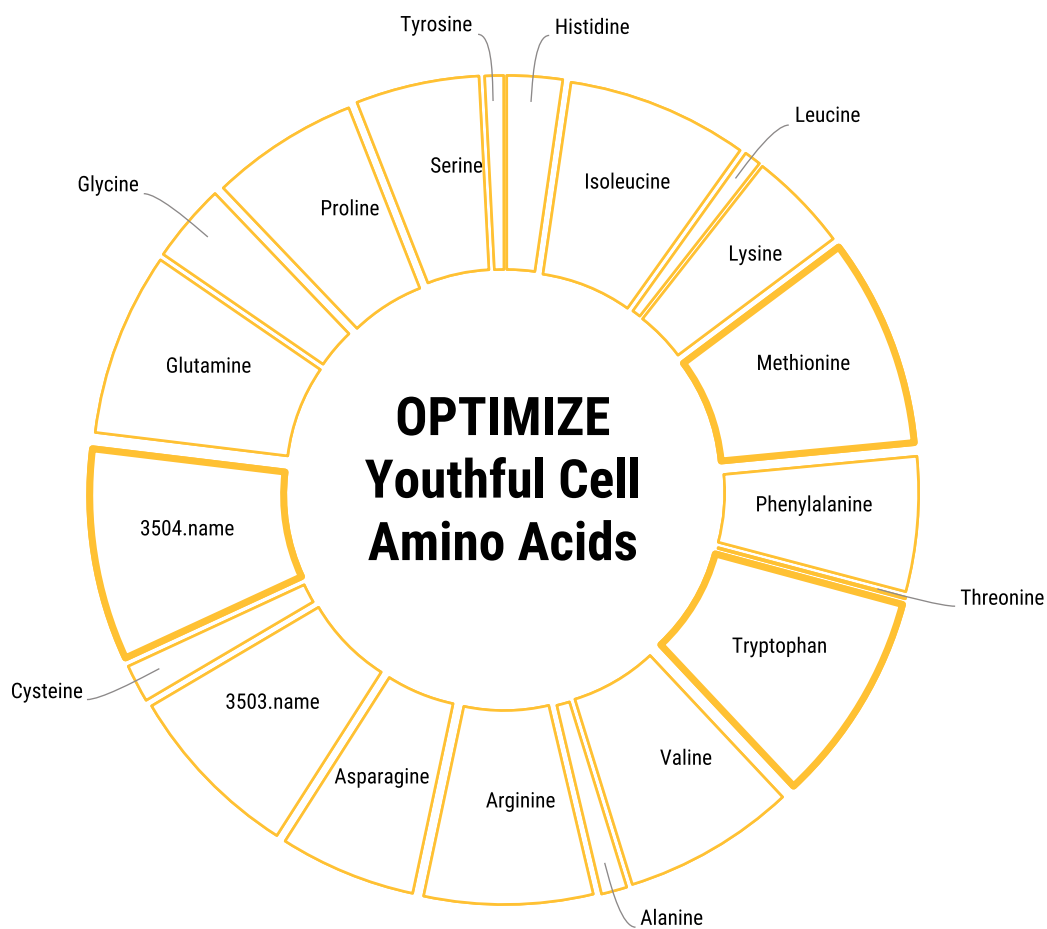 Tyrosine
Histidine
Leucine
Isoleucine
Serine
Glycine
Proline
Lysine
Glutamine
Methionine
OPTIMIZE
Youthful Cell
Amino Acids
Phenylalanine
3504.name
Threonine
Tryptophan
Cysteine
3503.name
Valine
Asparagine
Arginine
Alanine